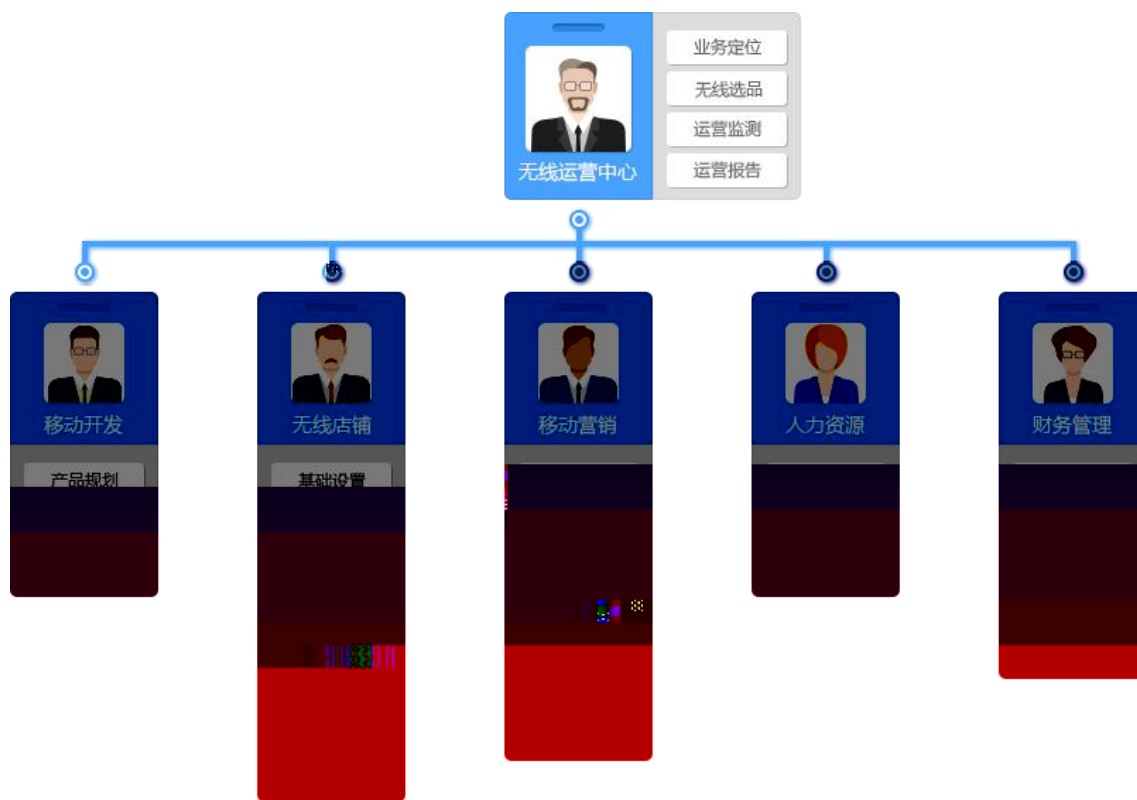 无线运营中心
业务定位
无线选品
运营监测
运营报告
移动开发
无线店铺
移动营销
人力资源
财务管理
产品规划
基础设置